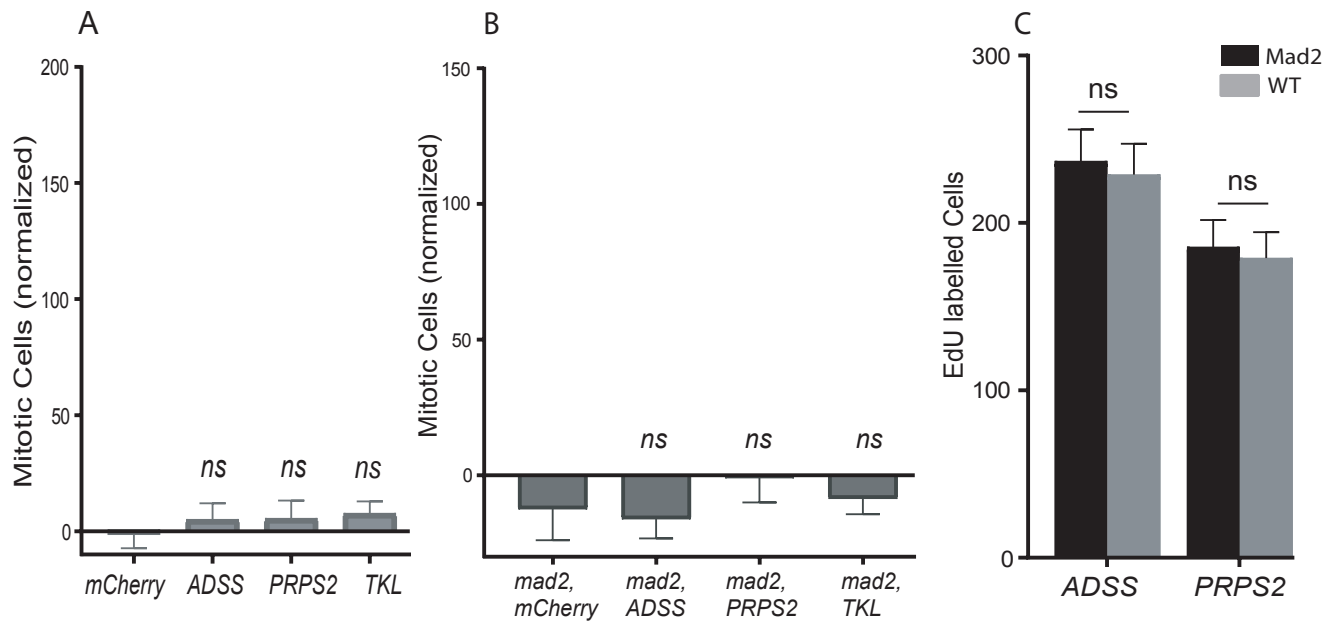 A
Mitotic Cells (normalized)
200
150
100
50
0
ns
ns
ns
mCherry
ADSS
PRPS2
TKL
B
Mitotic Cells (normalized)
150
100
50
0
ns
ns
ns
mad2,
mCherry
mad2,
ADSS
mad2,
PRPS2
mad2,
TKL
C
EdU labelled Cells
300
200
100
0
Mad2
WT
ns
ns
ADSS
PRPS2